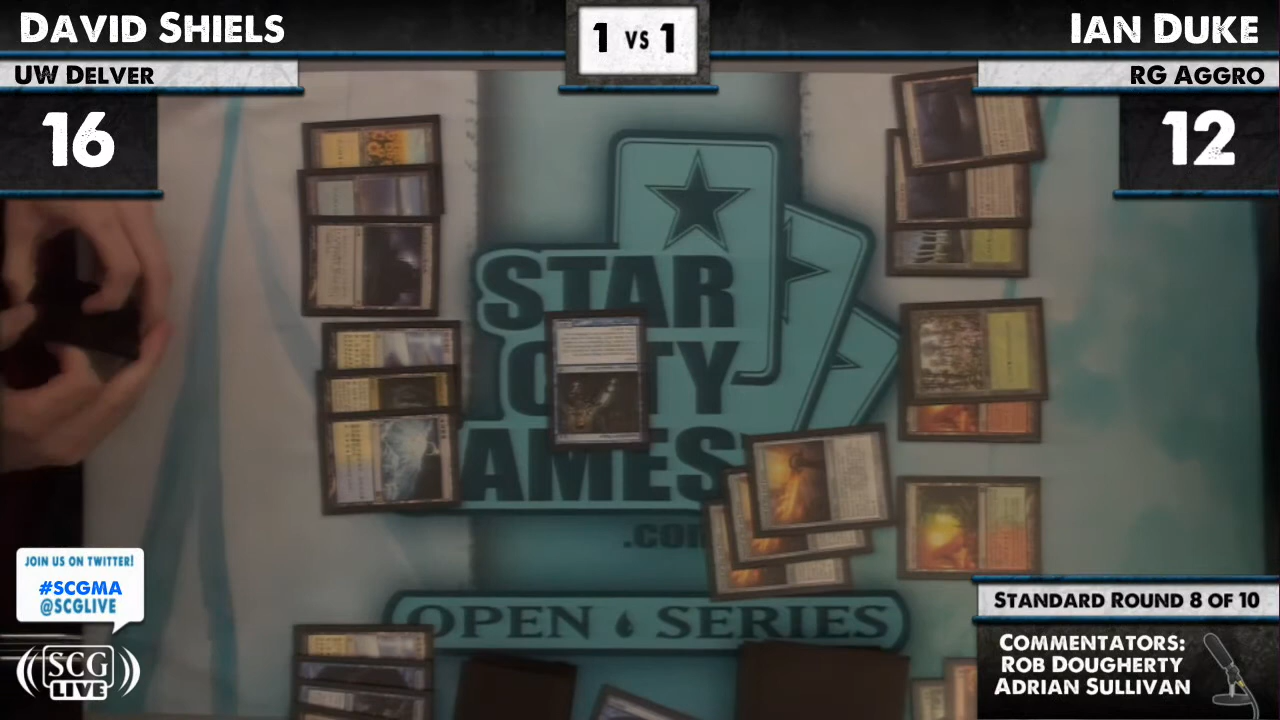 DAVID SHIELS
1 VS 1
IAN DUKE
UW DELVER
RG AGGRO
16
12
STAR
CITY
GAMES
.com
OPEN SERIES
JOIN US ON TWITTER!
#SCGMA
@SCGLIVE
SCG
LIVE
STANDARD ROUND 8 OF 10
COMMENTATORS:
ROB DOUGHERTY
ADRIAN SULLIVAN